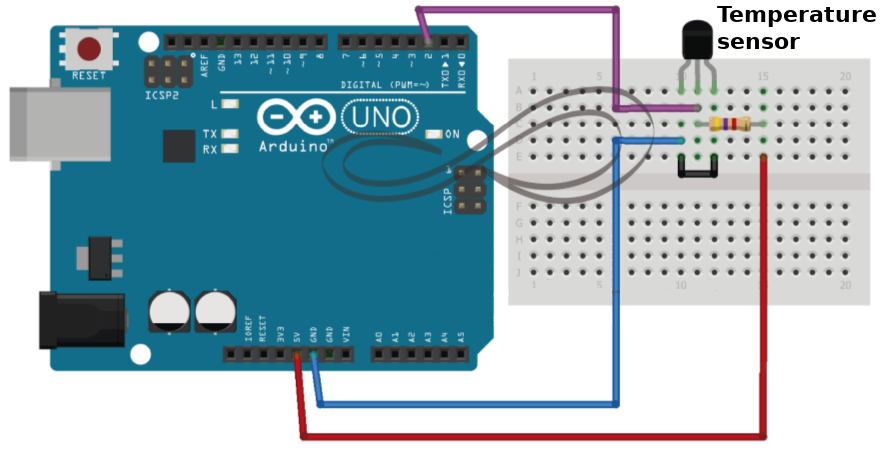 Temperature
sensor
RESET
ICSP2
AREF
GND
13
12
~11
~10
~9
8
7
~6
~5
4
~3
2
TXD▶1
RXD◀0
DIGITAL (PWM=~)
L
TX
RX
UNO
ON
Arduino™
ICSP
IOREF
RESET
3V3
5V
GND
GND
VIN
A0
A1
A2
A3
A4
A5
1 5 15 20
A
B
C
E
F
G
H
I
J
1 5 10 15 20